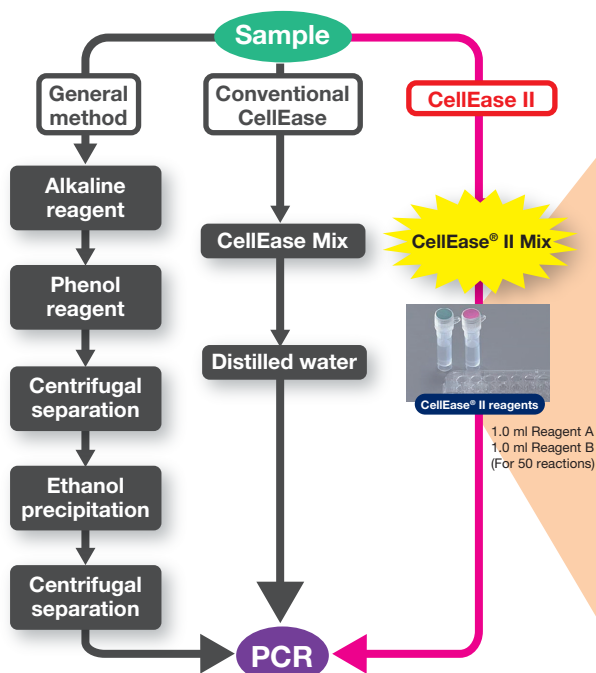 Sample
General
method
Conventional
CellEase
CellEase II
Alkaline
reagent
Phenol
reagent
Centrifugal
separation
Ethanol
precipitation
Centrifugal
separation
CellEase Mix
Distilled water
CellEase® II Mix
CellEase® II reagents
1.0 ml Reagent A
1.0 ml Reagent B
(For 50 reactions)
PCR